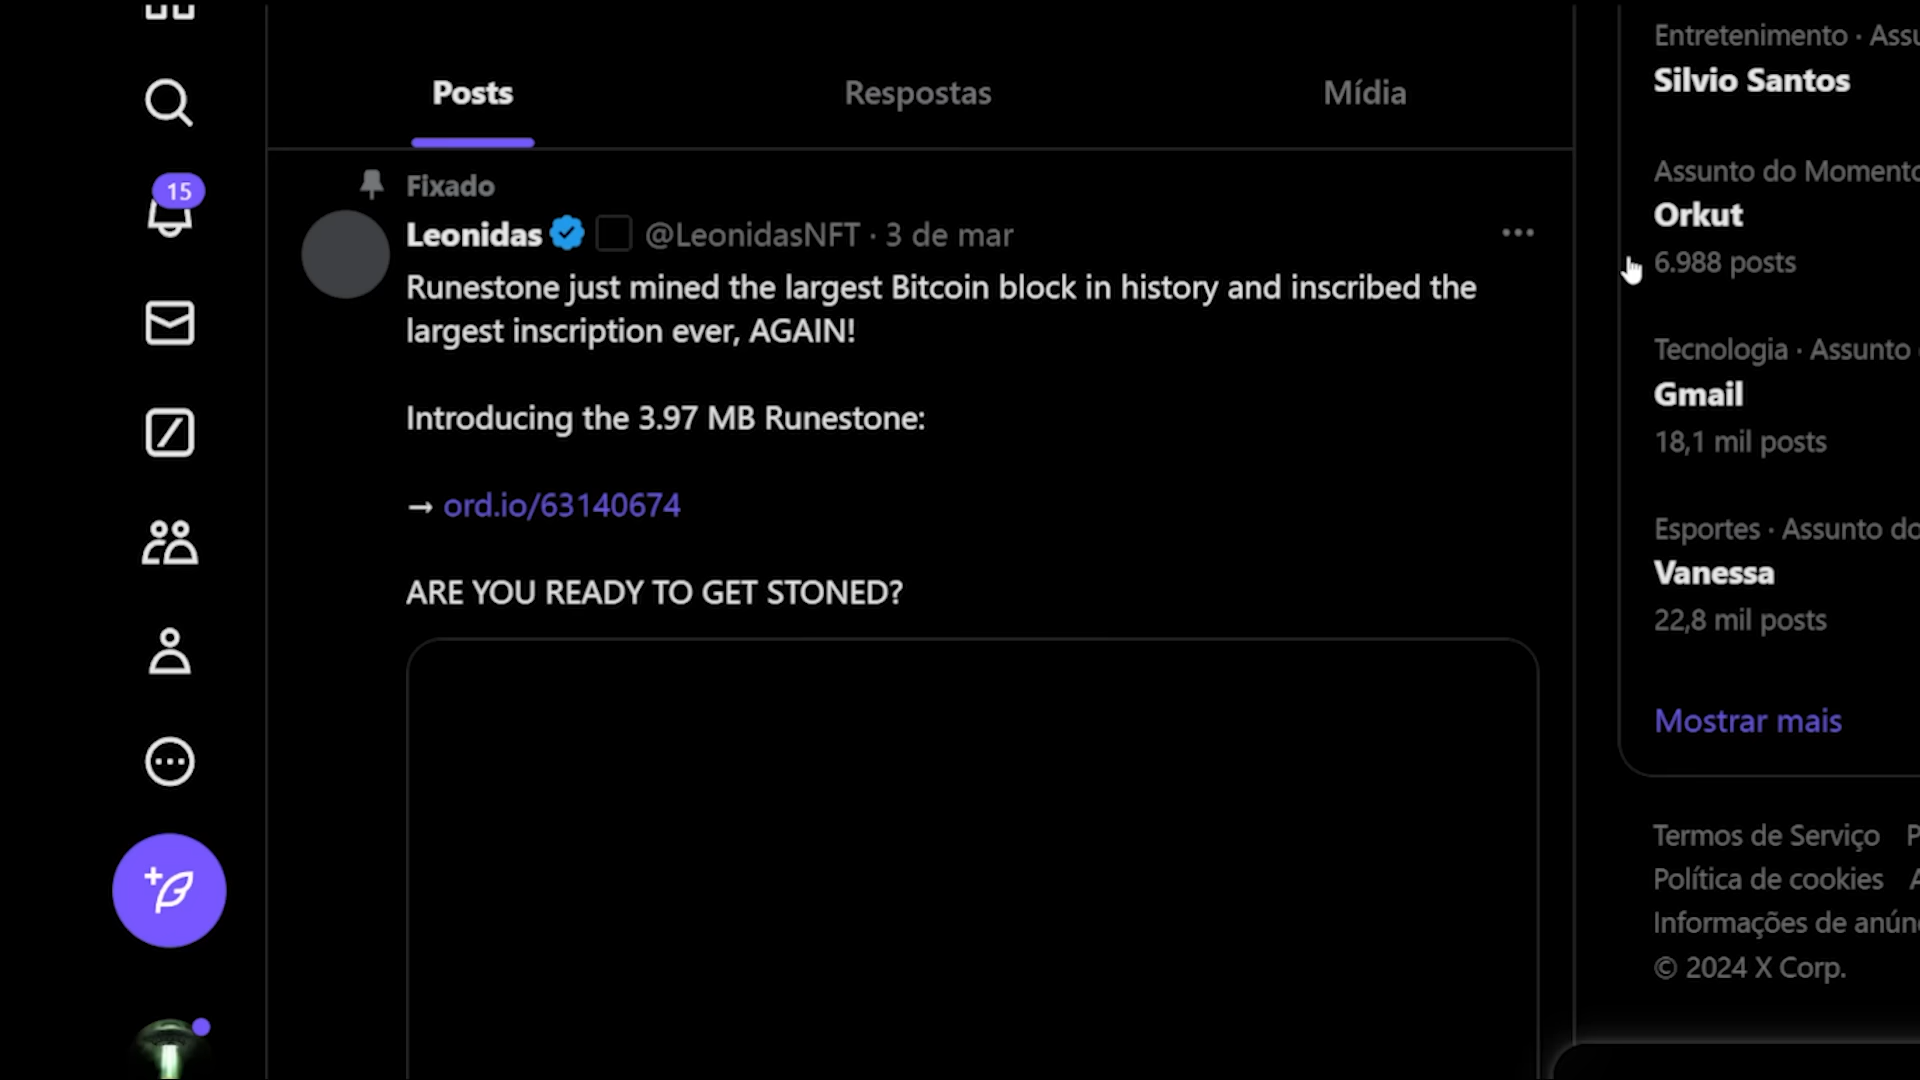 Posts
Respostas
Mídia
15
Fixado
Leonidas @LeonidasNFT · 3 de mar
Runestone just mined the largest Bitcoin block in history and inscribed the
largest inscription ever, AGAIN!
Introducing the 3.97 MB Runestone:
→ ord.io/63140674
ARE YOU READY TO GET STONED?
Entretenimento ·
Silvio Santos
Assunto do Momento
Orkut
6.988 posts
Tecnologia · Assunto
Gmail
18,1 mil posts
Esportes · Assunto do
Vanessa
22,8 mil posts
Mostrar mais
Termos de Serviço
Política de cookies
Informações de
© 2024 X Corp.